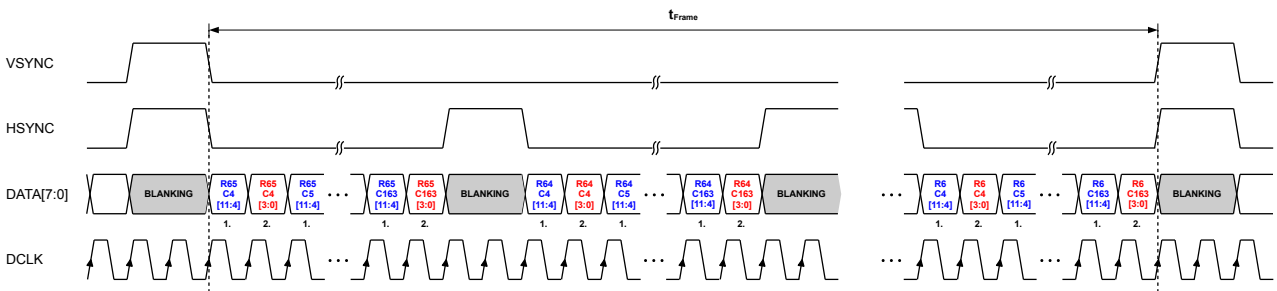 tFrame
VSYNC
HSYNC
DATA[7:0] BLANKING R65 C4 [11:4] R65 C4 [3:0] R65 C5 [11:4] ... R65 C163 [11:4] R65 C163 [3:0] BLANKING R64 C4 [11:4] R64 C4 [3:0] R64 C5 [11:4] ... R64 C163 [11:4] R64 C163 [3:0] BLANKING ... R6 C4 [11:4] R6 C4 [3:0] R6 C5 [11:4] ... R6 C163 [11:4] R6 C163 [3:0] BLANKING
1. 2. 1. 1. 2. 1. 2. 1. 1. 2. 1. 2. 1. 1. 2.
DCLK ... ... ... ...